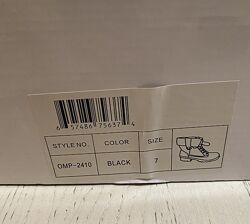 6 57486 75637 4
STYLE NO. COLOR SIZE
OMP-2410 BLACK 7